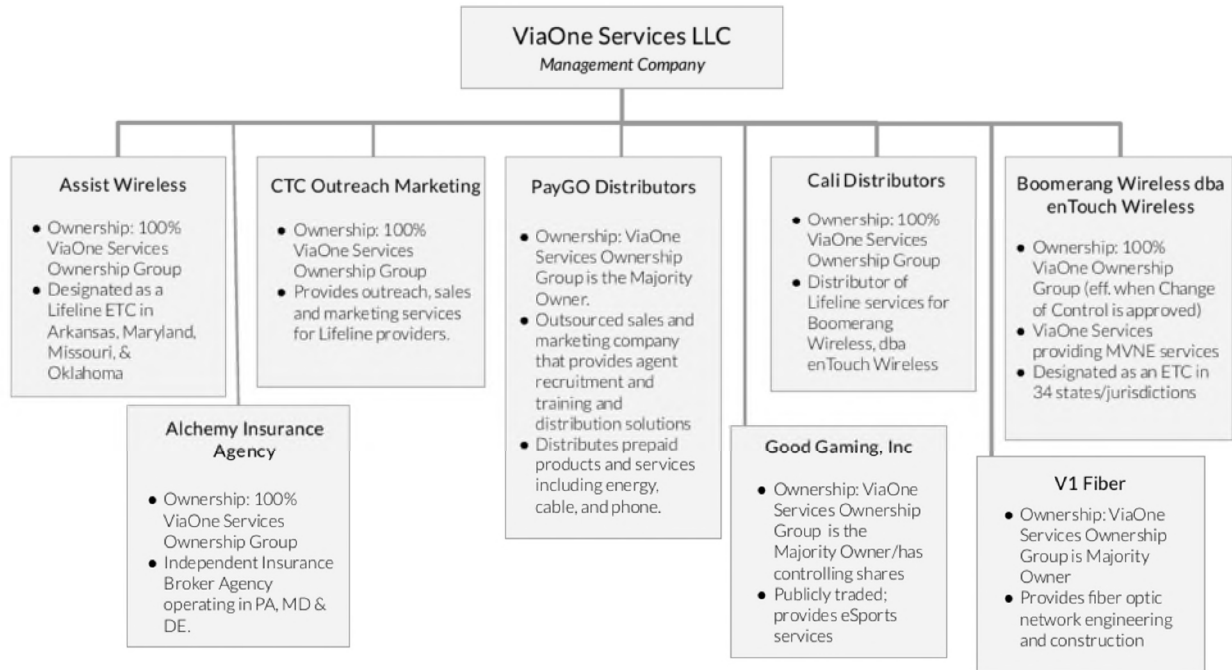 ViaOne Services LLC
Management Company
Assist Wireless
● Ownership: 100%
ViaOne Services
Ownership Group
● Designated as a
Lifeline ETC in
Arkansas, Maryland,
Missouri, &
Oklahoma
CTC Outreach Marketing
● Ownership: 100%
ViaOne Services
Ownership Group
● Provides outreach, sales
and marketing services
for Lifeline providers.
PayGO Distributors
● Ownership: ViaOne
Services Ownership
Group is the Majority
Owner.
● Outsourced sales and
marketing company
that provides agent
recruitment and
training and
distribution solutions
● Distributes prepaid
products and services
including energy,
cable, and phone.
Cali Distributors
● Ownership: 100%
ViaOne Services
Ownership Group
● Distributor of
Lifeline services for
Boomerang
Wireless, dba
enTouch Wireless
Boomerang Wireless dba
enTouch Wireless
● Ownership: 100%
ViaOne Ownership
Group (eff. when Change
of Control is approved)
● ViaOne Services
providing MVNE services
● Designated as an ETC in
34 states/jurisdictions
Alchemy Insurance
Agency
● Ownership: 100%
ViaOne Services
Ownership Group
● Independent Insurance
Broker Agency
operating in PA, MD &
DE.
Good Gaming, Inc
● Ownership: ViaOne
Services Ownership
Group is the
Majority Owner/has
controlling shares
● Publicly traded;
provides eSports
services
V1 Fiber
● Ownership: ViaOne
Services Ownership
Group is Majority
Owner
● Provides fiber optic
network engineering
and construction